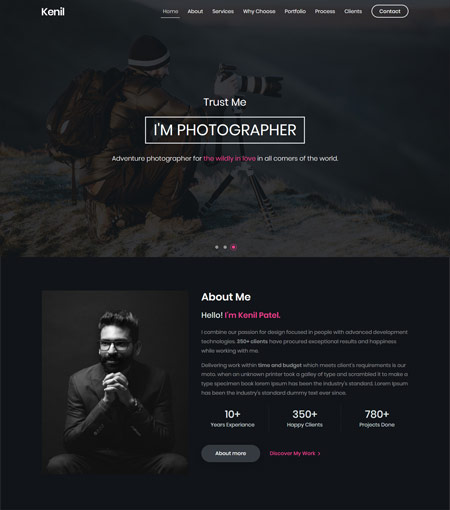 Kenil
Home About Services Why Choose Portfolio Process Clients Contact
Trust Me
I'M PHOTOGRAPHER
Adventure photographer for the wildly in love in all corners of the world.
About Me
Hello! I'm Kenil Patel.
I combine our passion for design focused in people with advanced development
technologies. 350+ clients have procured exceptional results and happiness
while working with me.
Delivering work within time and budget which meets client's requirements is our
moto. when an unknown printer took a galley of type and scrambled it to make a
type specimen book lorem Ipsum has been the industry's standard. Lorem Ipsum
has been the industry's standard dummy text ever since.
10+ 350+ 780+
Years Experience Happy Clients Projects Done
About more Discover My Work >